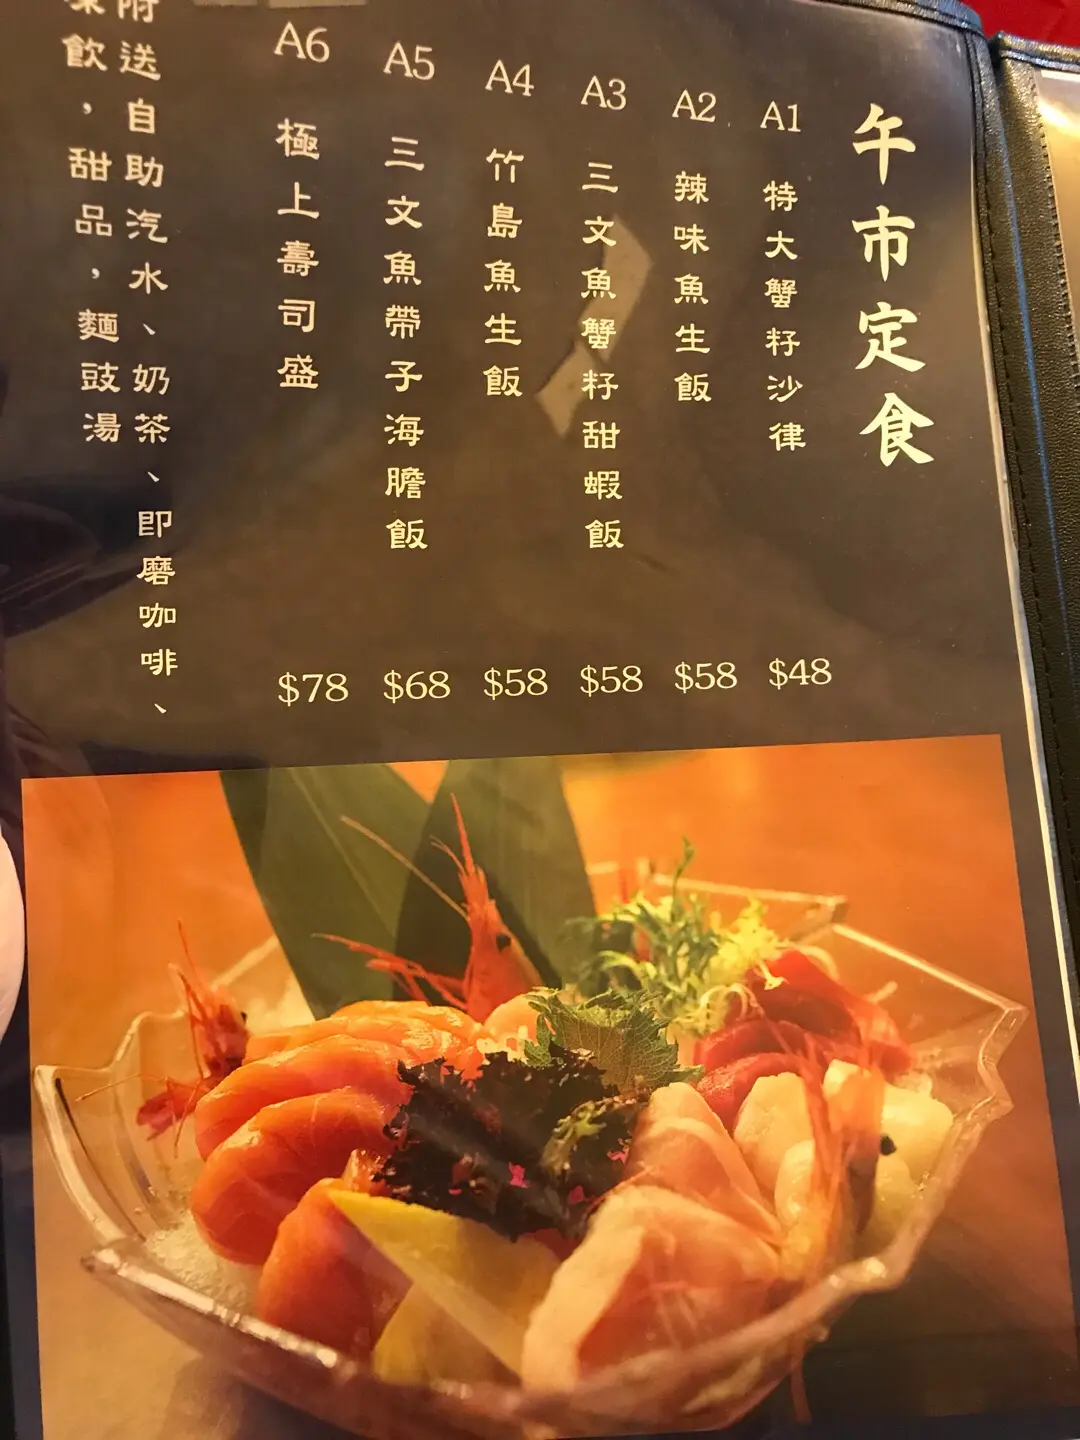 午市定食
A1 特大蟹籽沙律 $48
A2 辣味魚生飯 $58
A3 三文魚蟹籽甜蝦飯 $58
A4 竹島魚生飯 $58
A5 三文魚帶子海膽飯 $68
A6 極上壽司盛 $78
附送自助汽水、奶茶、即磨咖啡、
凍飲，甜品，麵豉湯